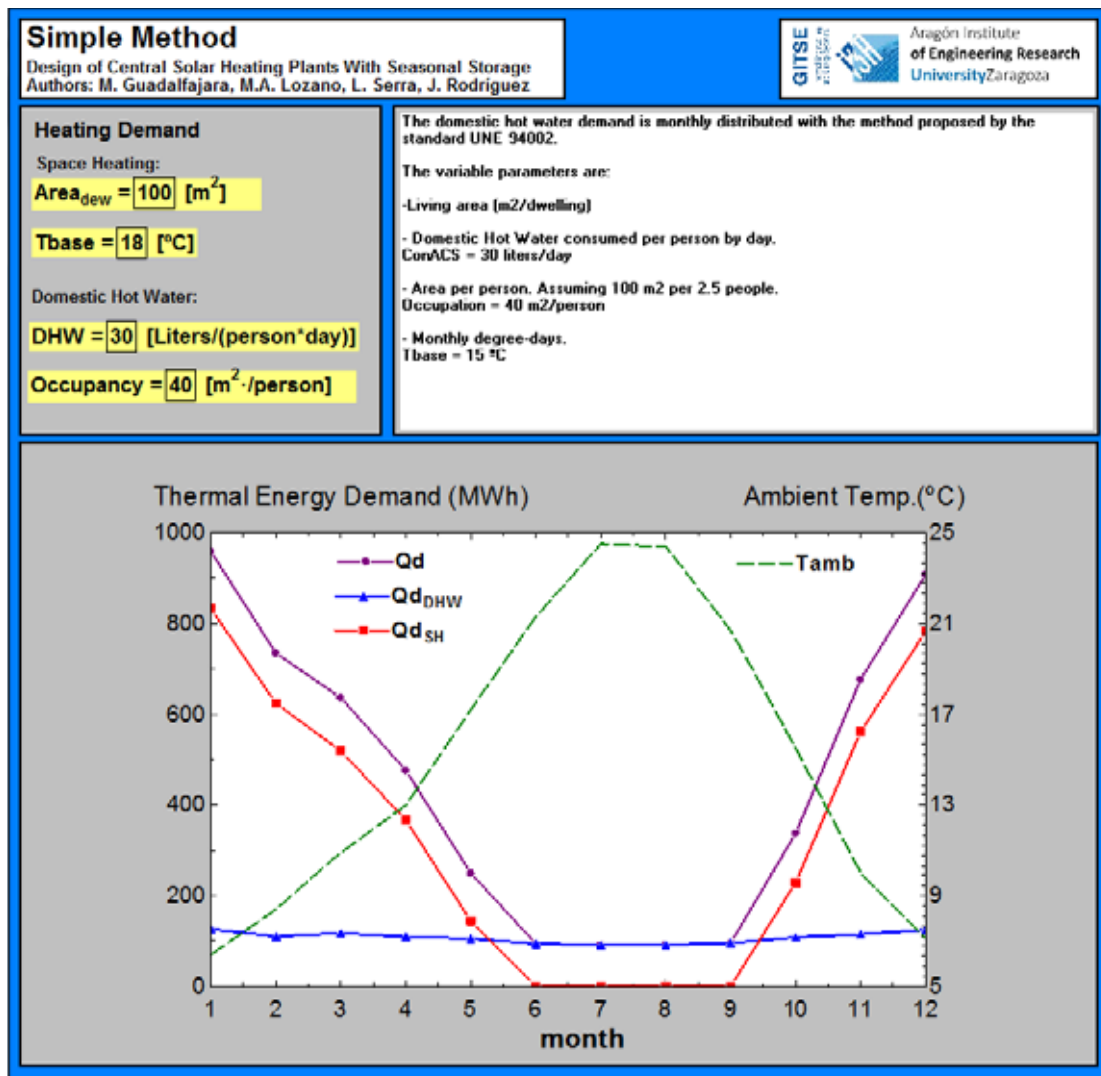 Simple Method
Design of Central Solar Heating Plants With Seasonal Storage
Authors: M. Guadalfajara, M.A. Lozano, L. Serra, J. Rodríguez
GITSE
Aragón Institute
of Engineering Research
UniversityZaragoza
Heating Demand
Space Heating:
Area_dew = 100 [m²]
Tbase = 18 [ºC]
Domestic Hot Water:
DHW = 30 [Liters/(person*day)]
Occupancy = 40 [m²·/person]
The domestic hot water demand is monthly distributed with the method proposed by the
standard UNE 94002.
The variable parameters are:
-Living area (m2/dwelling)
- Domestic Hot Water consumed per person by day.
ConACS = 30 liters/day
- Area per person. Assuming 100 m2 per 2.5 people.
Occupation = 40 m2/person
- Monthly degree-days.
Tbase = 15 ºC
Thermal Energy Demand (MWh) Ambient Temp.(ºC)
Qd
Qd_DHW
Qd_SH
Tamb
1000
800
600
400
200
0
25
21
17
13
9
5
1 2 3 4 5 6 7 8 9 10 11 12
month